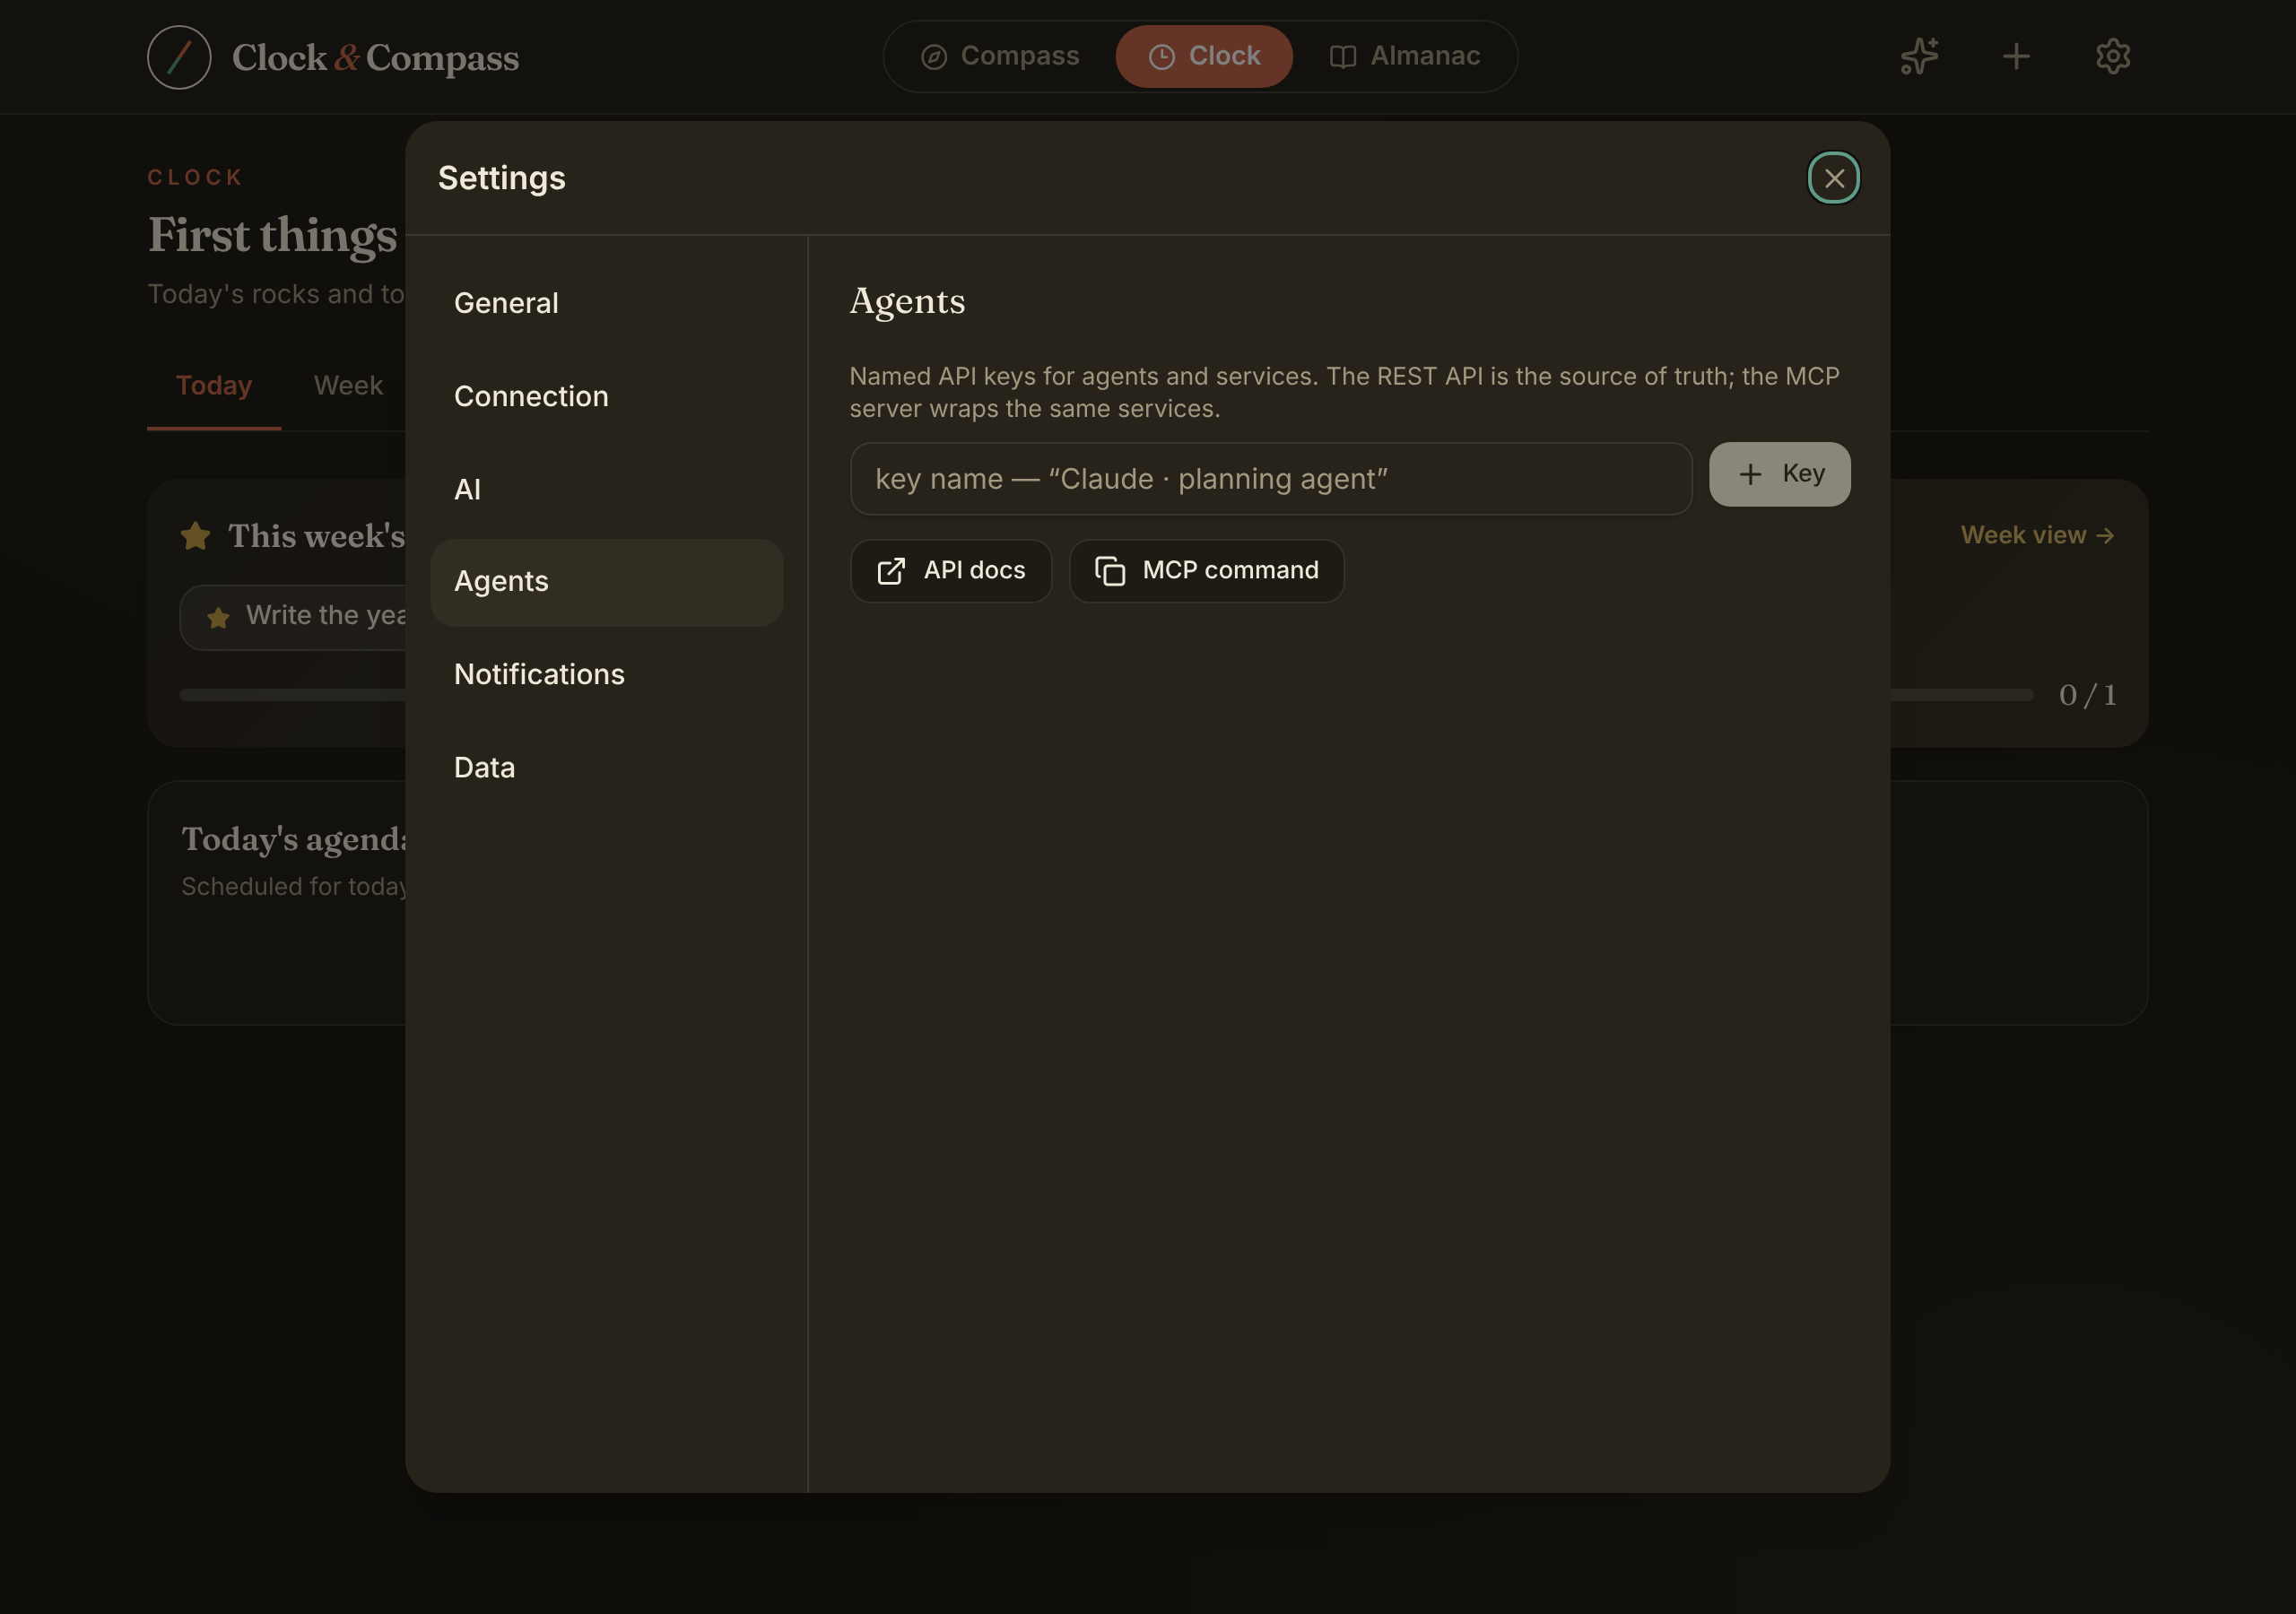 Clock & Compass
Compass
Clock
Almanac
CLOCK
First things
Today's rocks and to
Today
Week
This week's
Week view →
Write the yea
0 / 1
Today's agenda
Scheduled for today
Settings
General
Connection
AI
Agents
Notifications
Data
Agents
Named API keys for agents and services. The REST API is the source of truth; the MCP
server wraps the same services.
key name — “Claude · planning agent”
+ Key
API docs
MCP command